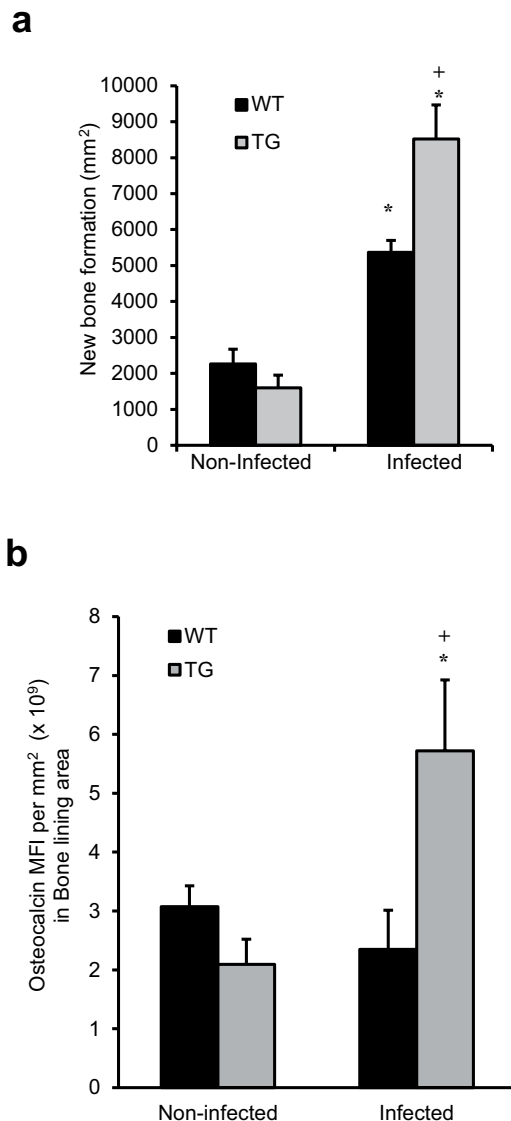 a
New bone formation (mm²)
10000
9000
8000
7000
6000
5000
4000
3000
2000
1000
0
WT
TG
*
+
*
Non-Infected Infected
b
Osteocalcin MFI per mm² (x 10⁹)
in Bone lining area
8
7
6
5
4
3
2
1
0
WT
TG
+
*
Non-infected Infected